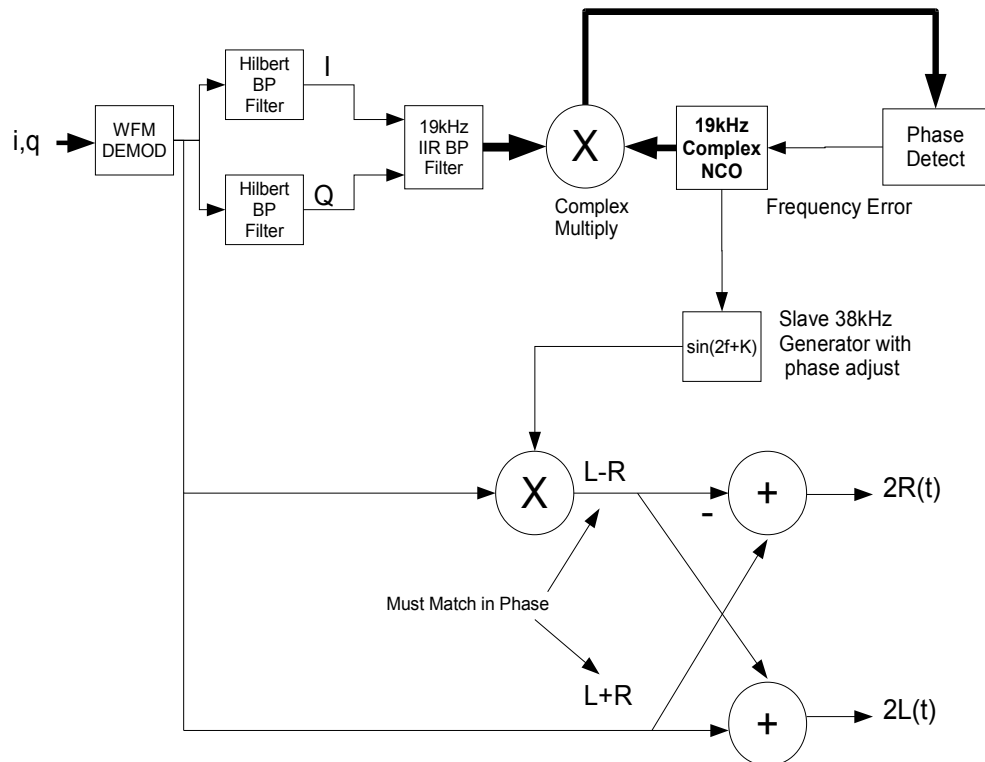 i,q
WFM
DEMOD
Hilbert
BP
Filter
I
Hilbert
BP
Filter
Q
19kHz
IIR BP
Filter
X
Complex
Multiply
19kHz
Complex
NCO
Phase
Detect
Frequency Error
sin(2f+K)
Slave 38kHz
Generator with
phase adjust
X
L-R
-
+
2R(t)
Must Match in Phase
L+R
+
2L(t)